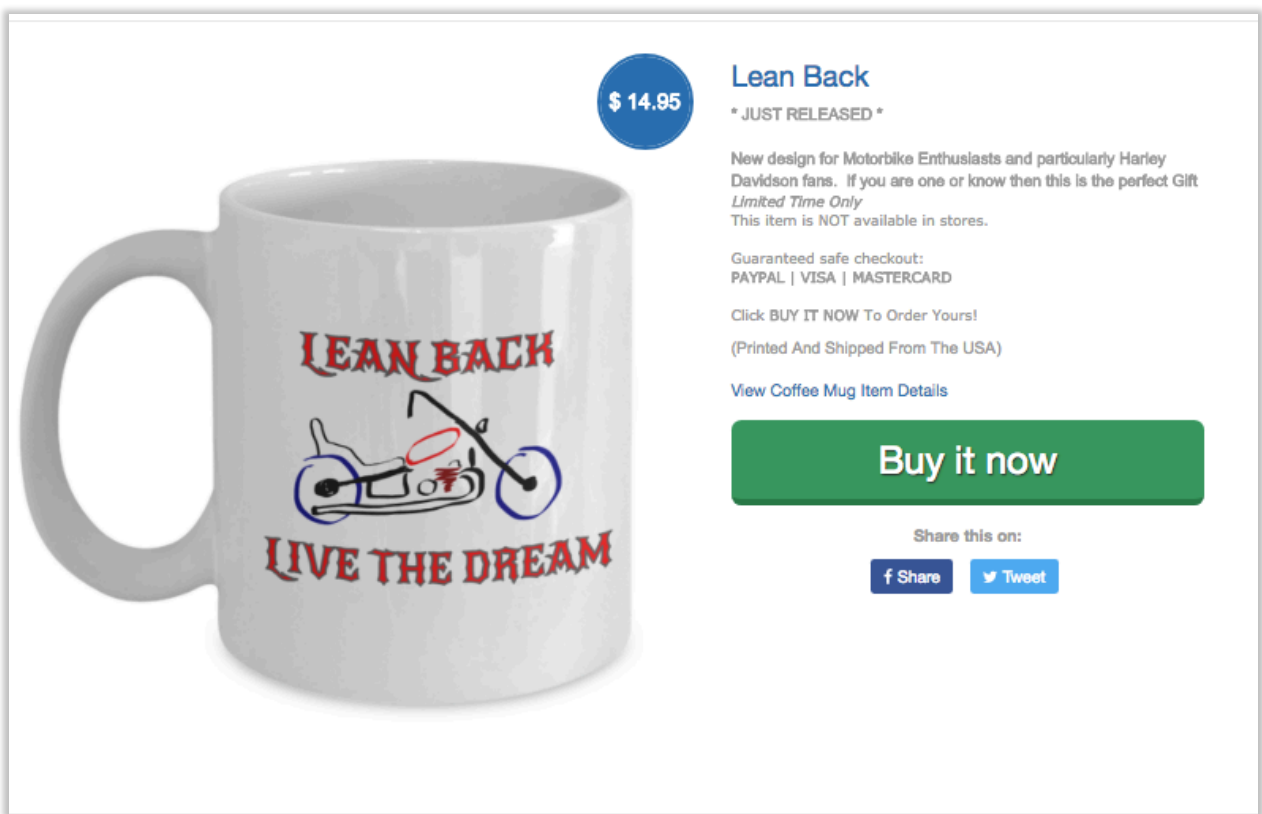 $ 14.95
Lean Back
* JUST RELEASED *
New design for Motorbike Enthusiasts and particularly Harley
Davidson fans.  If you are one or know then this is the perfect Gift
Limited Time Only
This item is NOT available in stores.
Guaranteed safe checkout:
PAYPAL | VISA | MASTERCARD
Click BUY IT NOW To Order Yours!
(Printed And Shipped From The USA)
View Coffee Mug Item Details
Buy it now
Share this on:
f Share
Tweet
LEAN BACK
LIVE THE DREAM